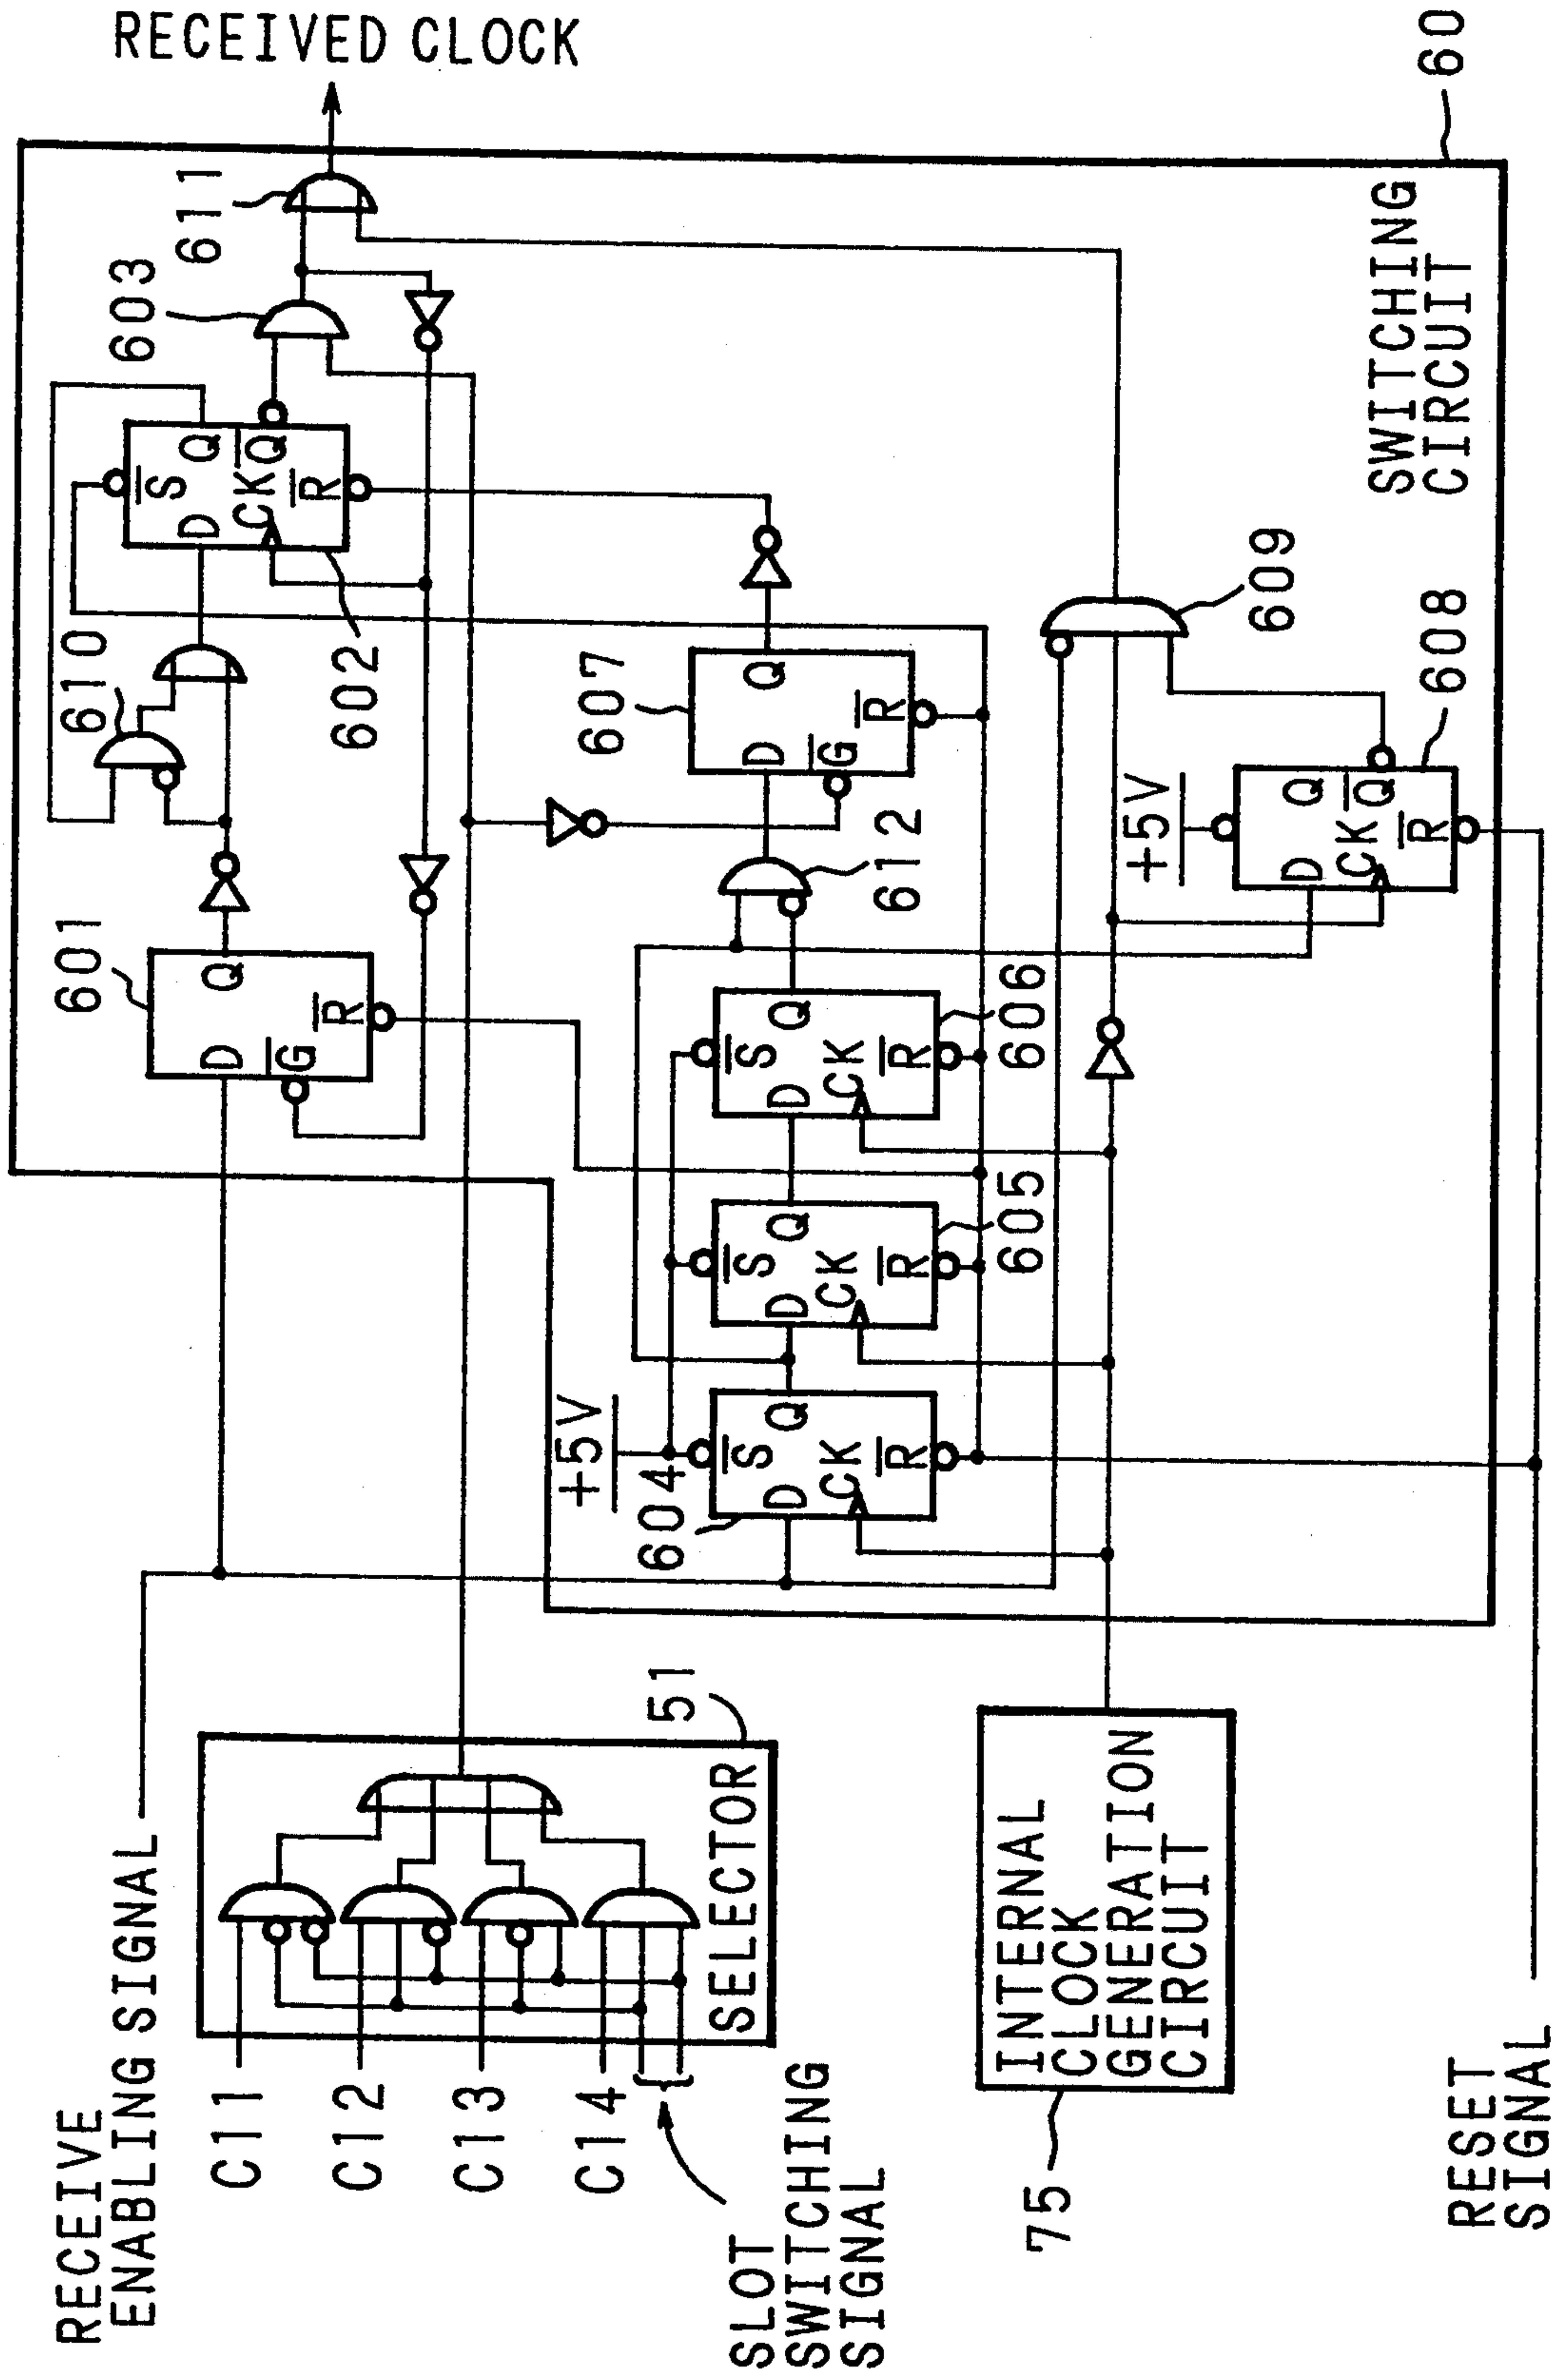 RECEIVED CLOCK
60
SWITCHING
CIRCUIT
611
603
S
Q
D
CK
Q
R
602
610
601
Q
D
G
R
607
Q
D
G
R
612
609
608
+5V
Q
D
CK
Q
R
606
S
Q
D
CK
R
605
S
Q
D
CK
R
604
+5V
S
Q
D
CK
R
RECEIVE
ENABLING SIGNAL
51
SELECTOR
C11
C12
C13
C14
SLOT
SWITCHING
SIGNAL
INTERNAL
CLOCK
GENERATION
CIRCUIT
75
RESET
SIGNAL